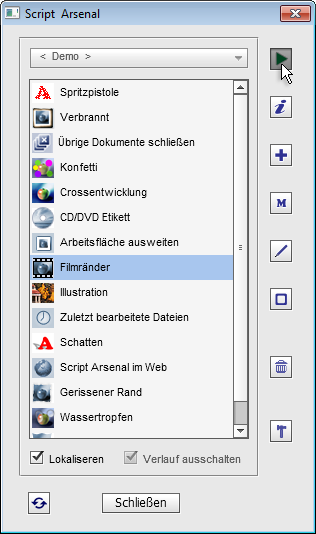 Script Arsenal
< Demo >
Spritzpistole
Verbrannt
Übrige Dokumente schließen
Konfetti
Crossentwicklung
CD/DVD Etikett
Arbeitsfläche ausweiten
Filmränder
Illustration
Zuletzt bearbeitete Dateien
Schatten
Script Arsenal im Web
Gerissener Rand
Wassertropfen
Lokaliseren
Verlauf ausschalten
Schließen